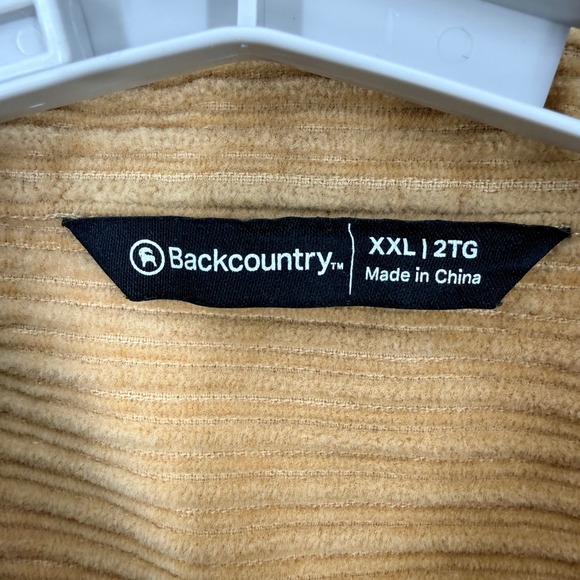 Backcountry™
XXL | 2TG
Made in China